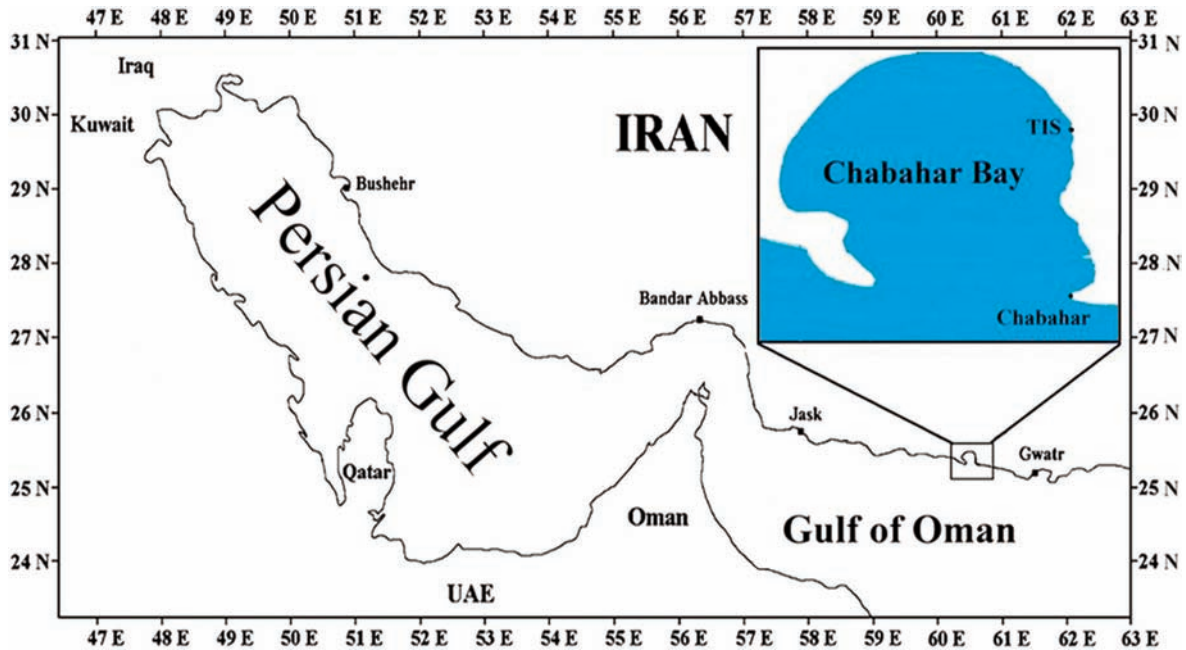 47 E 48 E 49 E 50 E 51 E 52 E 53 E 54 E 55 E 56 E 57 E 58 E 59 E 60 E 61 E 62 E 63 E
31 N 31 N
Iraq
30 N 30 N
Kuwait
IRAN
TIS
Chabahar Bay
29 N 29 N
Bushehr
Persian Gulf
28 N 28 N
Bandar Abbass
Chabahar
27 N 27 N
26 N 26 N
Jask
Gwatr
Qatar
25 N 25 N
Oman
Gulf of Oman
24 N 24 N
UAE
47 E 48 E 49 E 50 E 51 E 52 E 53 E 54 E 55 E 56 E 57 E 58 E 59 E 60 E 61 E 62 E 63 E